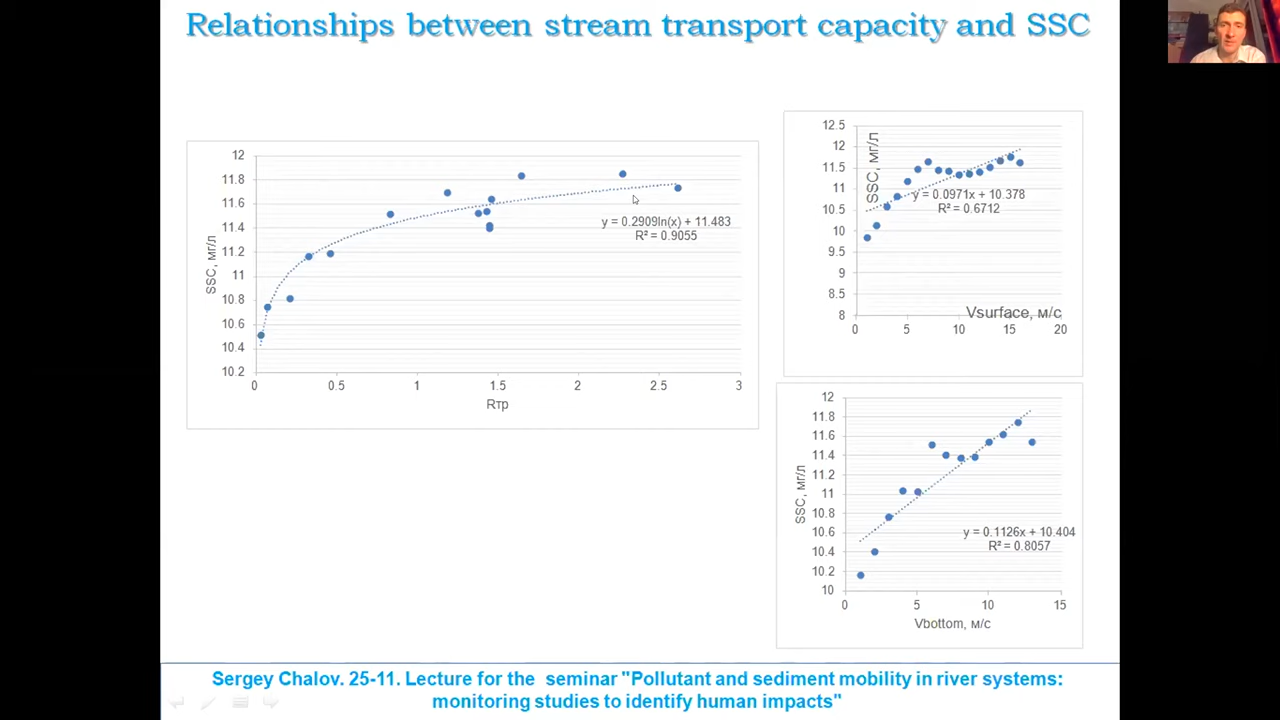 Relationships between stream transport capacity and SSC
12
11.8
11.6
11.4
11.2
11
10.8
10.6
10.4
10.2
SSC, мг/л
y = 0.2909ln(x) + 11.483
R² = 0.9055
0 0.5 1 1.5 2 2.5 3
Rтр
12.5
12
11.5
11
10.5
10
9.5
9
8.5
8
SSC, мг/л
y = 0.0971x + 10.378
R² = 0.6712
Vsurface, м/с
0 5 10 15 20
12
11.8
11.6
11.4
11.2
11
10.8
10.6
10.4
10.2
10
SSC, мг/л
y = 0.1126x + 10.404
R² = 0.8057
0 5 10 15
Vbottom, м/с
Sergey Chalov. 25-11. Lecture for the seminar "Pollutant and sediment mobility in river systems:
monitoring studies to identify human impacts"